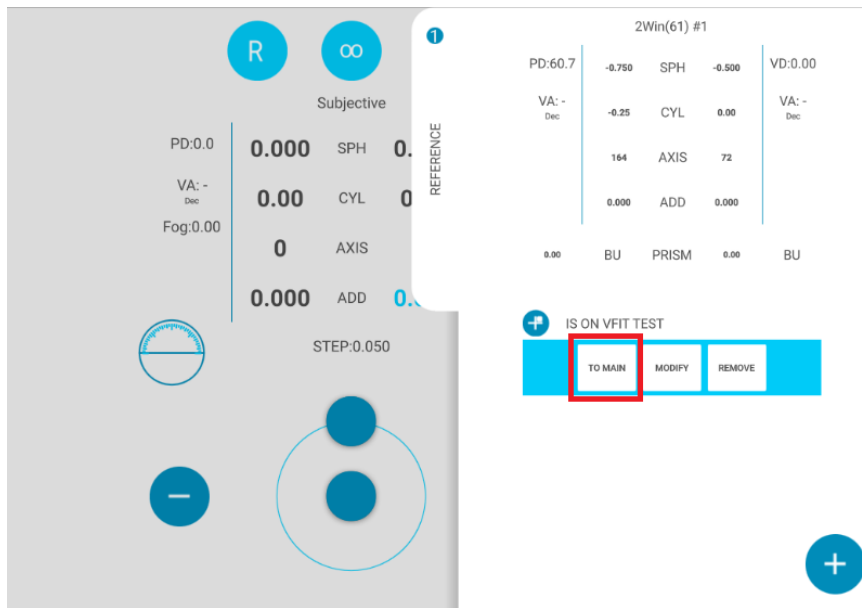 R ∞
Subjective
PD:0.0 0.000 SPH 0.
VA: -
Dec
0.00 CYL 0
Fog:0.00
0 AXIS
0.000 ADD 0.
STEP:0.050
1
REFERENCE
2Win(61) #1
PD:60.7 -0.750 SPH -0.500 VD:0.00
VA: - -0.25 CYL 0.00 VA: -
Dec Dec
164 AXIS 72
0.000 ADD 0.000
0.00 BU PRISM 0.00 BU
IS ON VFIT TEST
TO MAIN MODIFY REMOVE